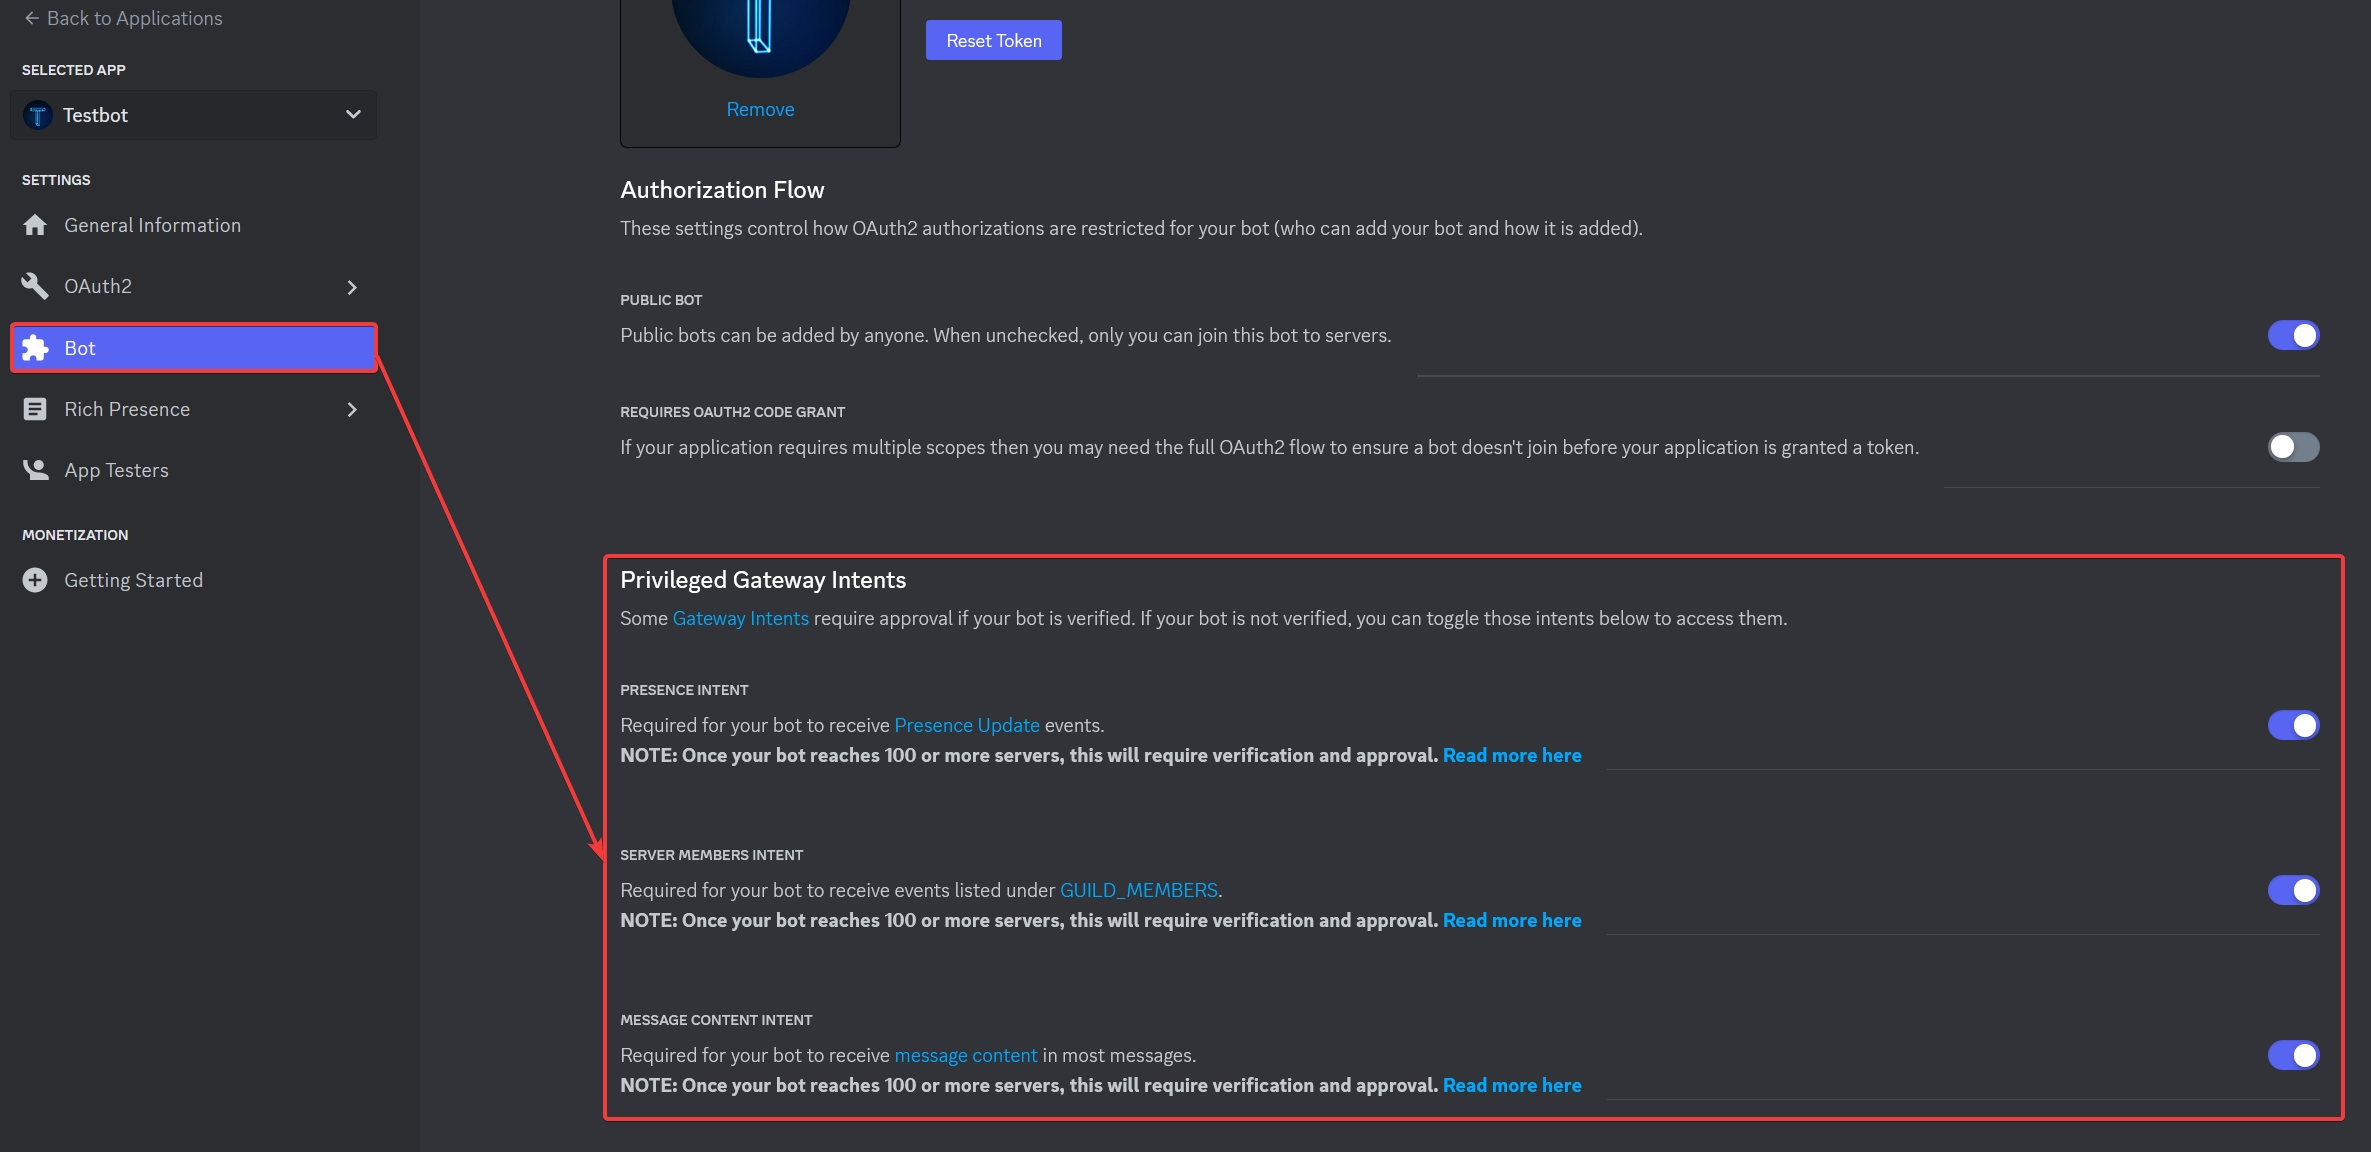 Back to Applications
SELECTED APP
Testbot
SETTINGS
General Information
OAuth2
Bot
Rich Presence
App Testers
MONETIZATION
Getting Started
Reset Token
Remove
Authorization Flow
These settings control how OAuth2 authorizations are restricted for your bot (who can add your bot and how it is added).
PUBLIC BOT
Public bots can be added by anyone. When unchecked, only you can join this bot to servers.
REQUIRES OAUTH2 CODE GRANT
If your application requires multiple scopes then you may need the full OAuth2 flow to ensure a bot doesn't join before your application is granted a token.
Privileged Gateway Intents
Some Gateway Intents require approval if your bot is verified. If your bot is not verified, you can toggle those intents below to access them.
PRESENCE INTENT
Required for your bot to receive Presence Update events.
NOTE: Once your bot reaches 100 or more servers, this will require verification and approval. Read more here
SERVER MEMBERS INTENT
Required for your bot to receive events listed under GUILD_MEMBERS.
NOTE: Once your bot reaches 100 or more servers, this will require verification and approval. Read more here
MESSAGE CONTENT INTENT
Required for your bot to receive message content in most messages.
NOTE: Once your bot reaches 100 or more servers, this will require verification and approval. Read more here